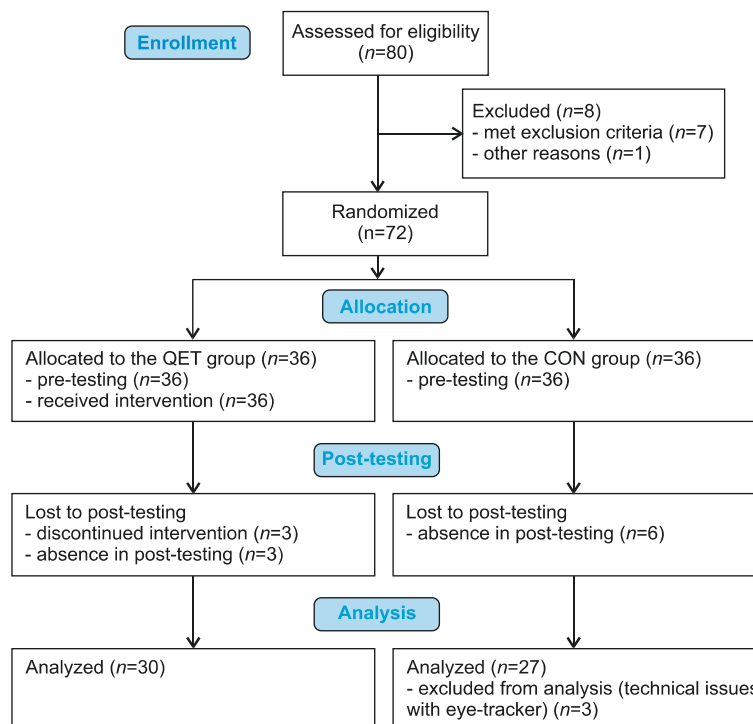 Enrollment
Assessed for eligibility
(n=80)
Excluded (n=8)
- met exclusion criteria (n=7)
- other reasons (n=1)
Randomized
(n=72)
Allocation
Allocated to the QET group (n=36)
- pre-testing (n=36)
- received intervention (n=36)
Allocated to the CON group (n=36)
- pre-testing (n=36)
Post-testing
Lost to post-testing
- discontinued intervention (n=3)
- absence in post-testing (n=3)
Lost to post-testing
- absence in post-testing (n=6)
Analysis
Analyzed (n=30)
Analyzed (n=27)
- excluded from analysis (technical issues
with eye-tracker) (n=3)